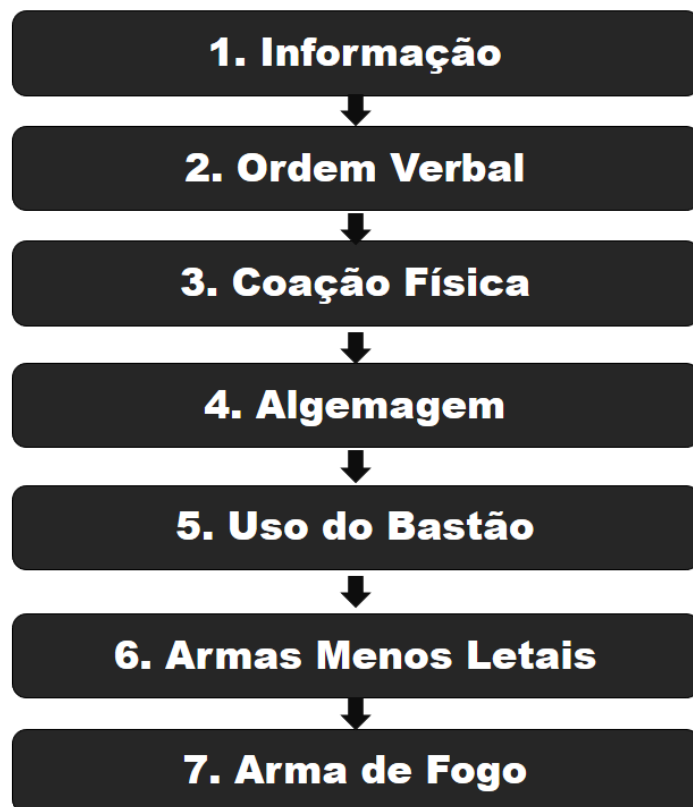 1. Informação
2. Ordem Verbal
3. Coação Física
4. Algemagem
5. Uso do Bastão
6. Armas Menos Letais
7. Arma de Fogo